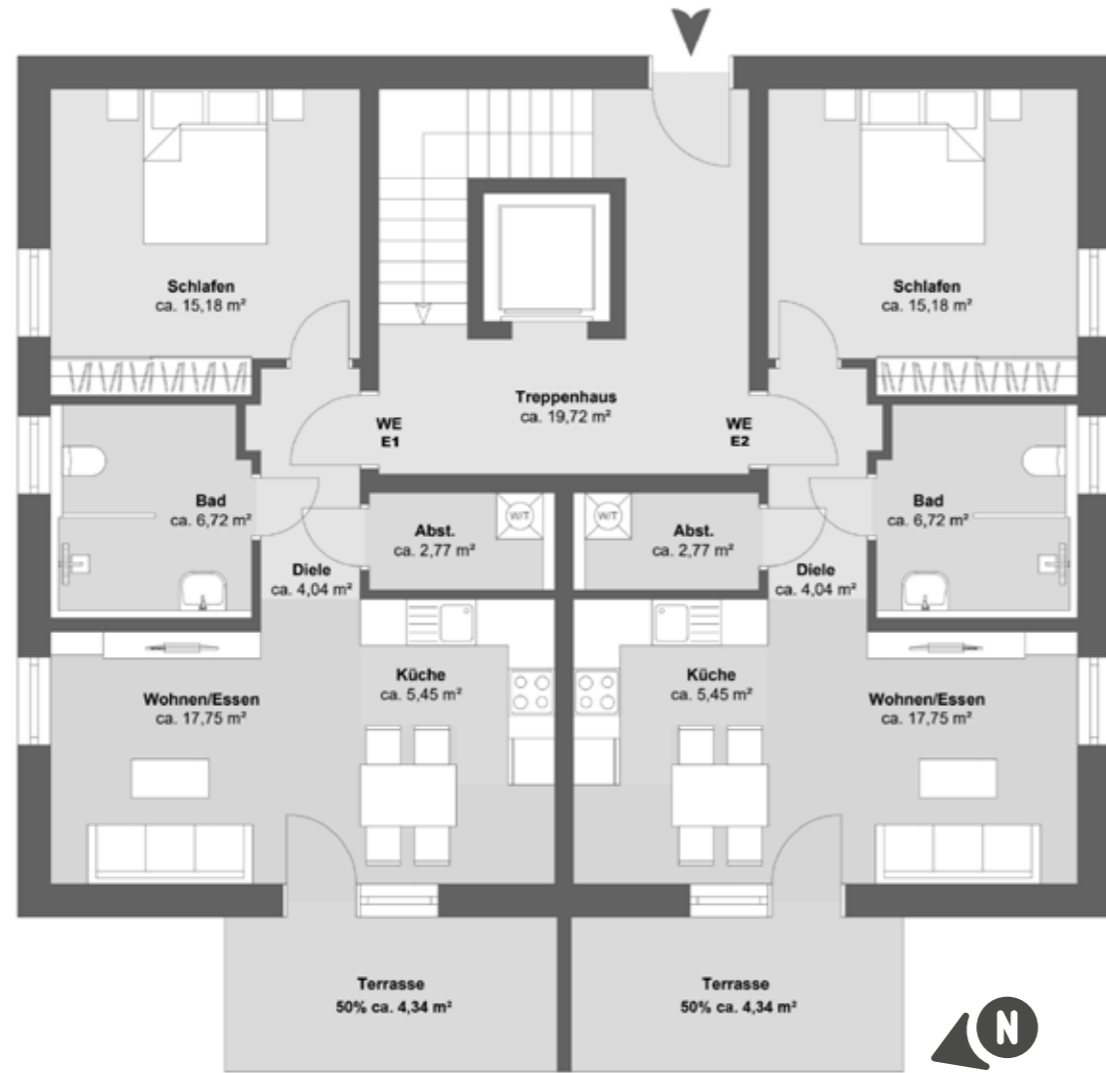 Schlafen
ca. 15,18 m²
Schlafen
ca. 15,18 m²
Treppenhaus
ca. 19,72 m²
WE
E1
WE
E2
Bad
ca. 6,72 m²
Bad
ca. 6,72 m²
Abst.
ca. 2,77 m²
W/T
W/T
Abst.
ca. 2,77 m²
Diele
ca. 4,04 m²
Diele
ca. 4,04 m²
Küche
ca. 5,45 m²
Küche
ca. 5,45 m²
Wohnen/Essen
ca. 17,75 m²
Wohnen/Essen
ca. 17,75 m²
Terrasse
50% ca. 4,34 m²
Terrasse
50% ca. 4,34 m²
N